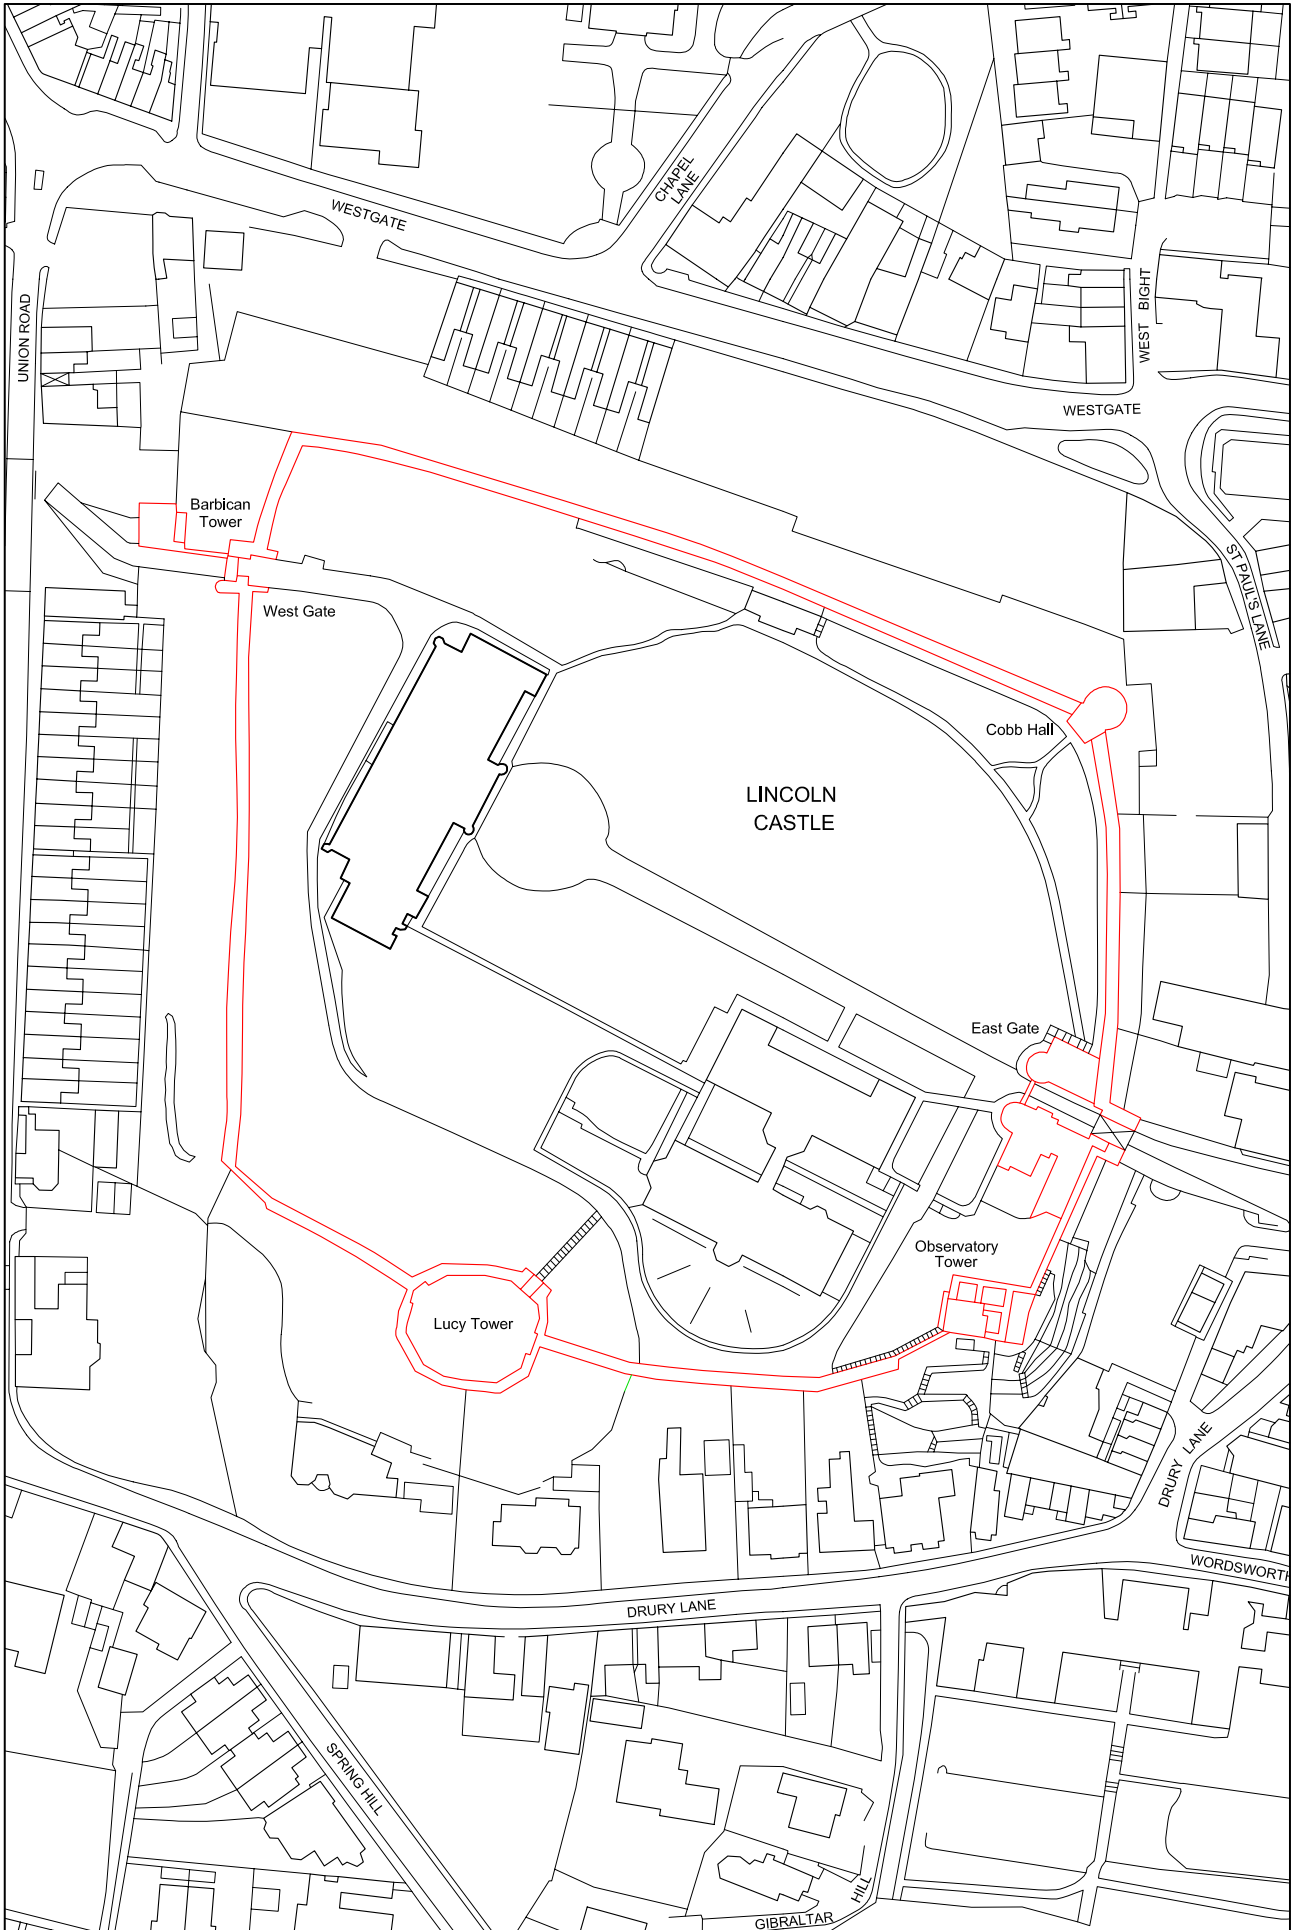 CHAPEL
LANE
WESTGATE
UNION ROAD
WEST BIGHT
WESTGATE
Barbican
Tower
ST PAUL'S LANE
West Gate
Cobb Hall
LINCOLN
CASTLE
East Gate
Observatory
Tower
Lucy Tower
DRURY LANE
WORDSWORTH
DRURY LANE
SPRING HILL
GIBRALTAR
HILL